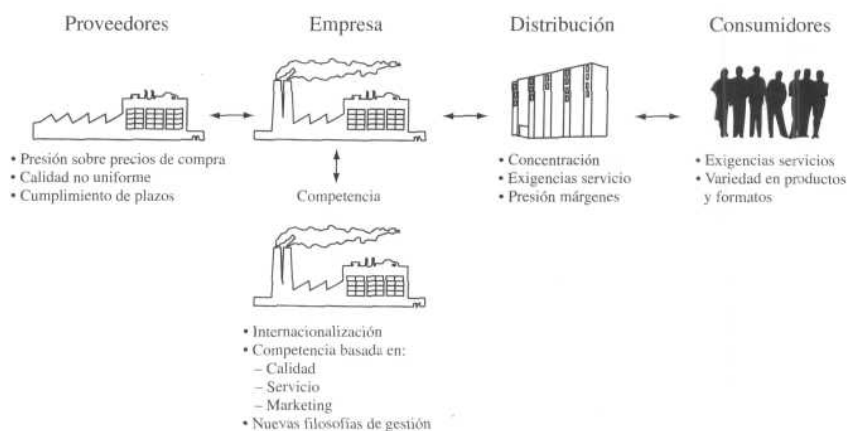 Proveedores
Empresa
Distribución
Consumidores
• Presión sobre precios de compra
• Calidad no uniforme
• Cumplimiento de plazos
Competencia
• Concentración
• Exigencias servicio
• Presión márgenes
• Exigencias servicios
• Variedad en productos
y formatos
• Internacionalización
• Competencia basada en:
– Calidad
– Servicio
– Marketing
• Nuevas filosofías de gestión